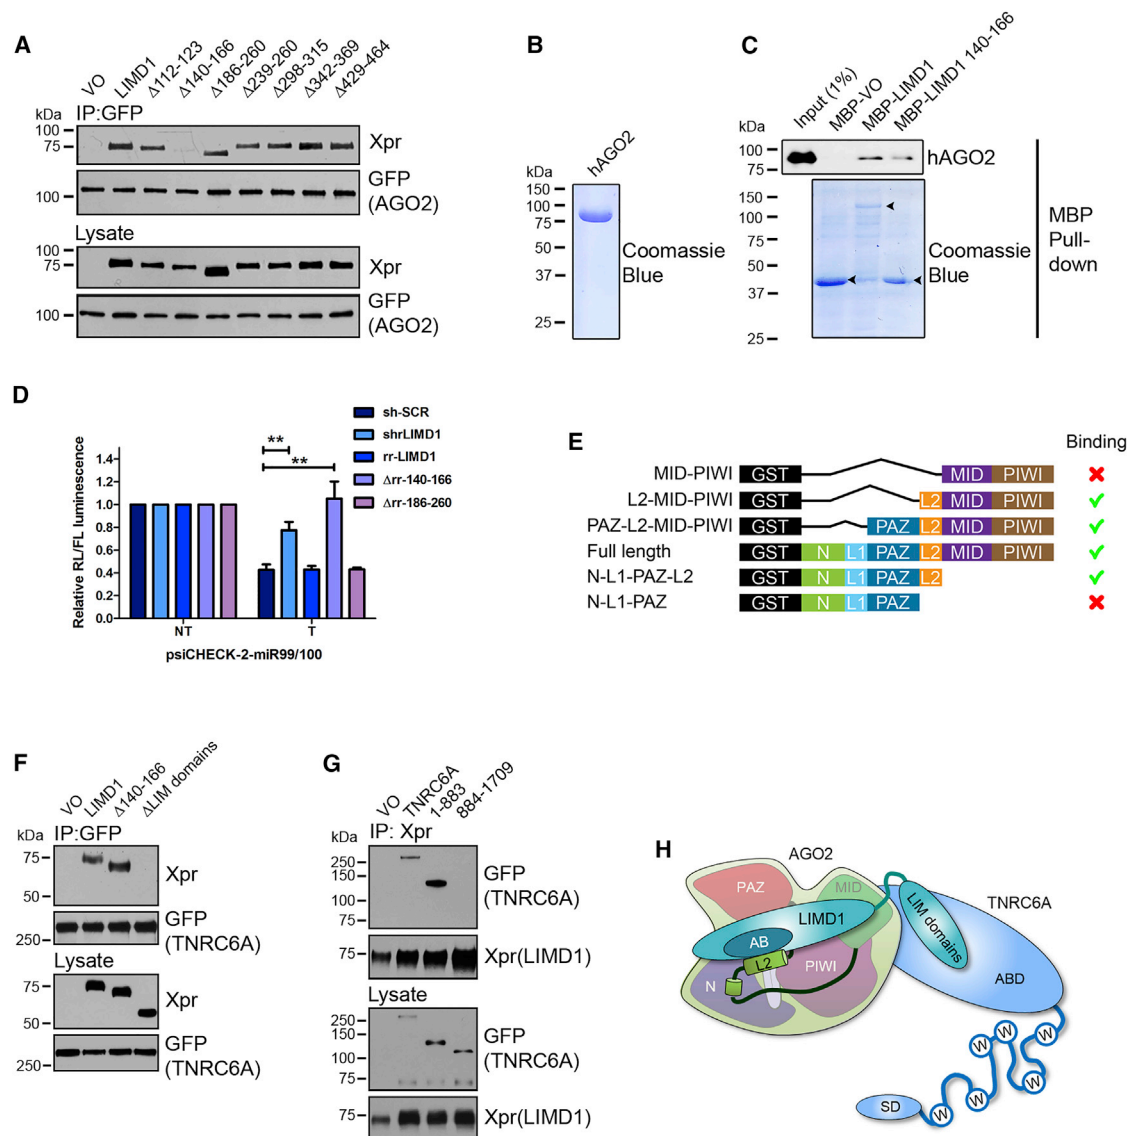 A
VO
LIMD1
Δ112-123
Δ140-166
Δ186-260
Δ239-260
Δ298-315
Δ342-369
Δ429-464
kDa
IP:GFP
100
75
Xpr
100
GFP
(AGO2)
Lysate
100
75
Xpr
100
GFP
(AGO2)
B
hAGO2
kDa
150
100
75
50
37
25
Coomassie
Blue
C
Input (1%)
MBP-VO
MBP-LIMD1
MBP-LIMD1 140-166
kDa
100
75
hAGO2
150
100
75
50
37
25
Coomassie
Blue
MBP
Pull-
down
D
sh-SCR
shrLIMD1
rr-LIMD1
Δrr-140-166
Δrr-186-260
**
**
Relative RL/FL luminescence
1.4
1.2
1.0
0.8
0.6
0.4
0.2
0.0
NT
T
psiCHECK-2-miR99/100
E
Binding
MID-PIWI GST MID PIWI
L2-MID-PIWI GST L2 MID PIWI
PAZ-L2-MID-PIWI GST PAZ L2 MID PIWI
Full length GST N L1 PAZ L2 MID PIWI
N-L1-PAZ-L2 GST N L1 PAZ L2
N-L1-PAZ GST N L1 PAZ
F
VO
LIMD1
Δ140-166
ΔLIM domains
kDa
IP:GFP
75
50
Xpr
250
GFP
(TNRC6A)
Lysate
75
50
Xpr
250
GFP
(TNRC6A)
G
VO
TNRC6A
1-883
884-1709
kDa
IP: Xpr
250
150
100
75
GFP
(TNRC6A)
75
Xpr(LIMD1)
Lysate
250
150
100
75
GFP
(TNRC6A)
75
Xpr(LIMD1)
H
AGO2
PAZ
MID
LIMD1
AB
L2
PIWI
N
LIM domains
TNRC6A
ABD
W
W
W
W
W
W
SD